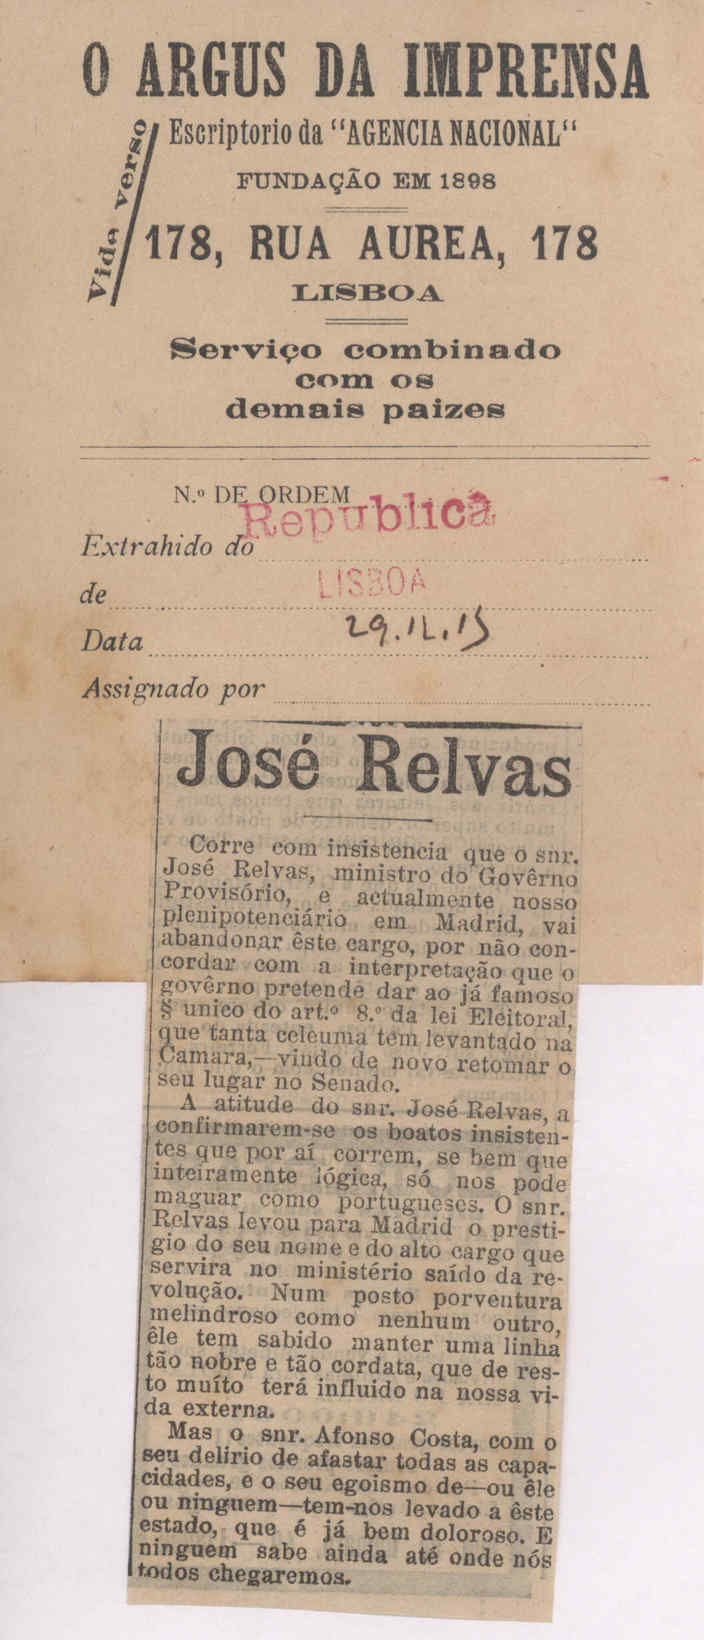 O ARGUS DA IMPRENSA
Escriptorio da "AGENCIA NACIONAL"
FUNDAÇÃO EM 1898
Vide verso
178, RUA AUREA, 178
LISBOA
Serviço combinado
com os
demais paizes
N.º DE ORDEM
Republica
Extrahido do
LISBOA
de
Data 29.12.13
Assignado por
José Relvas
Corre com insistencia que o snr.
José Relvas, ministro do Govêrno
Provisório, e actualmente nosso
plenipotenciário em Madrid, vai
abandonar êste cargo, por não con-
cordar com a interpretação que o
govêrno pretende dar ao já famoso
§ unico do art.º 8.º da lei Eleitoral,
que tanta celeuma tem levantado na
Camara,—vindo de novo retomar o
seu lugar no Senado.
A atitude do snr. José Relvas, a
confirmarem-se os boatos insisten-
tes que por aí correm, se bem que
inteiramente lógica, só nos pode
maguar como portugueses. O snr.
Relvas levou para Madrid o presti-
gio do seu nome e do alto cargo que
servira no ministério saído da re-
volução. Num posto porventura
melindroso como nenhum outro,
êle tem sabido manter uma linha
tão nobre e tão cordata, que de res-
to muíto terá influido na nossa vi-
da externa.
Mas o snr. Afonso Costa, com o
seu delirio de afastar todas as capa-
cidades, e o seu egoismo de—ou êle
ou ninguem—tem-nos levado a êste
estado, que é já bem doloroso. E
ninguem sabe ainda até onde nós
todos chegaremos.